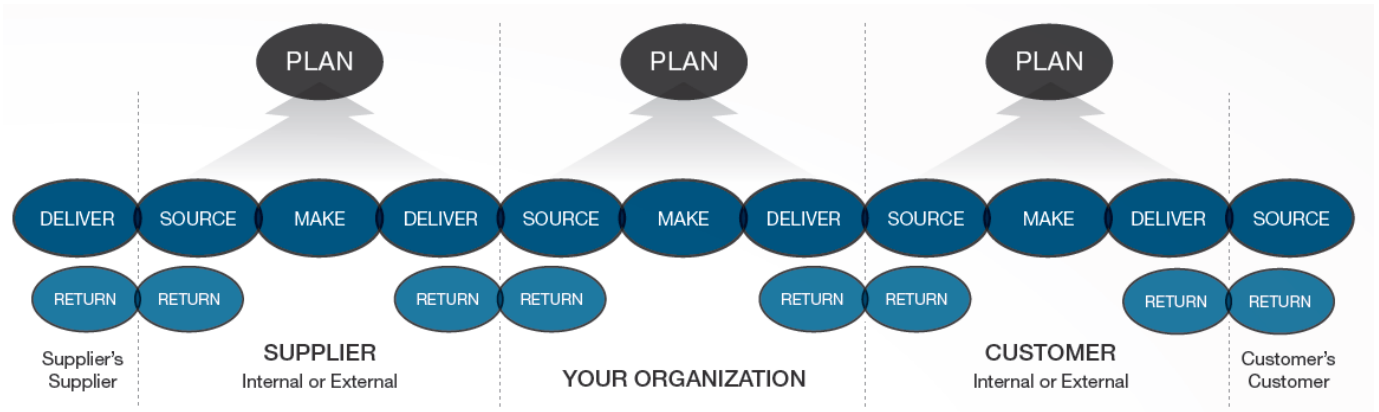 PLAN
PLAN
PLAN
DELIVER
SOURCE
MAKE
DELIVER
SOURCE
MAKE
DELIVER
SOURCE
MAKE
DELIVER
SOURCE
RETURN
RETURN
RETURN
RETURN
RETURN
RETURN
RETURN
RETURN
Supplier's
Supplier
SUPPLIER
Internal or External
YOUR ORGANIZATION
CUSTOMER
Internal or External
Customer's
Customer